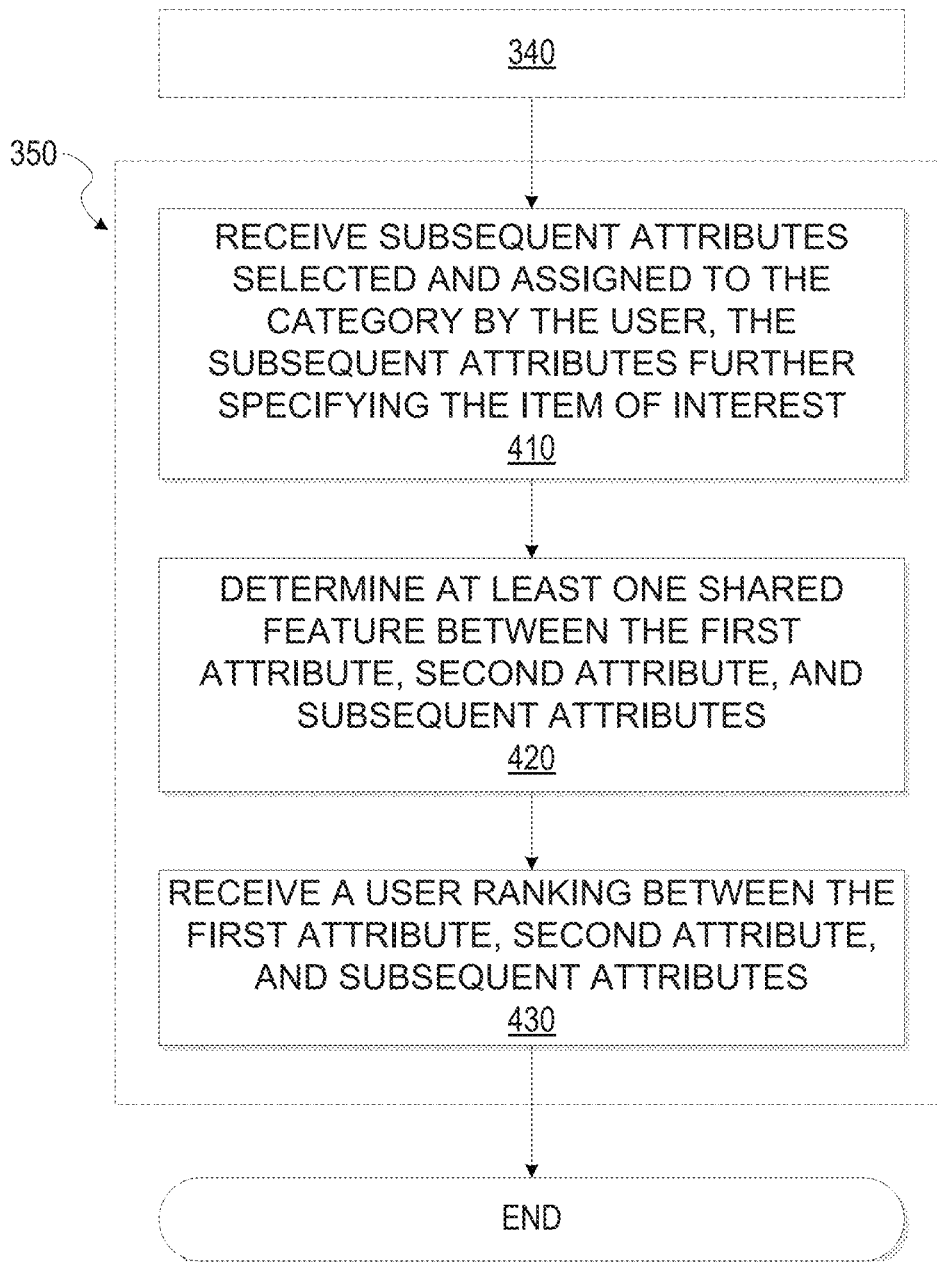 340
350
RECEIVE SUBSEQUENT ATTRIBUTES
SELECTED AND ASSIGNED TO THE
CATEGORY BY THE USER, THE
SUBSEQUENT ATTRIBUTES FURTHER
SPECIFYING THE ITEM OF INTEREST
410
DETERMINE AT LEAST ONE SHARED
FEATURE BETWEEN THE FIRST
ATTRIBUTE, SECOND ATTRIBUTE, AND
SUBSEQUENT ATTRIBUTES
420
RECEIVE A USER RANKING BETWEEN THE
FIRST ATTRIBUTE, SECOND ATTRIBUTE,
AND SUBSEQUENT ATTRIBUTES
430
END